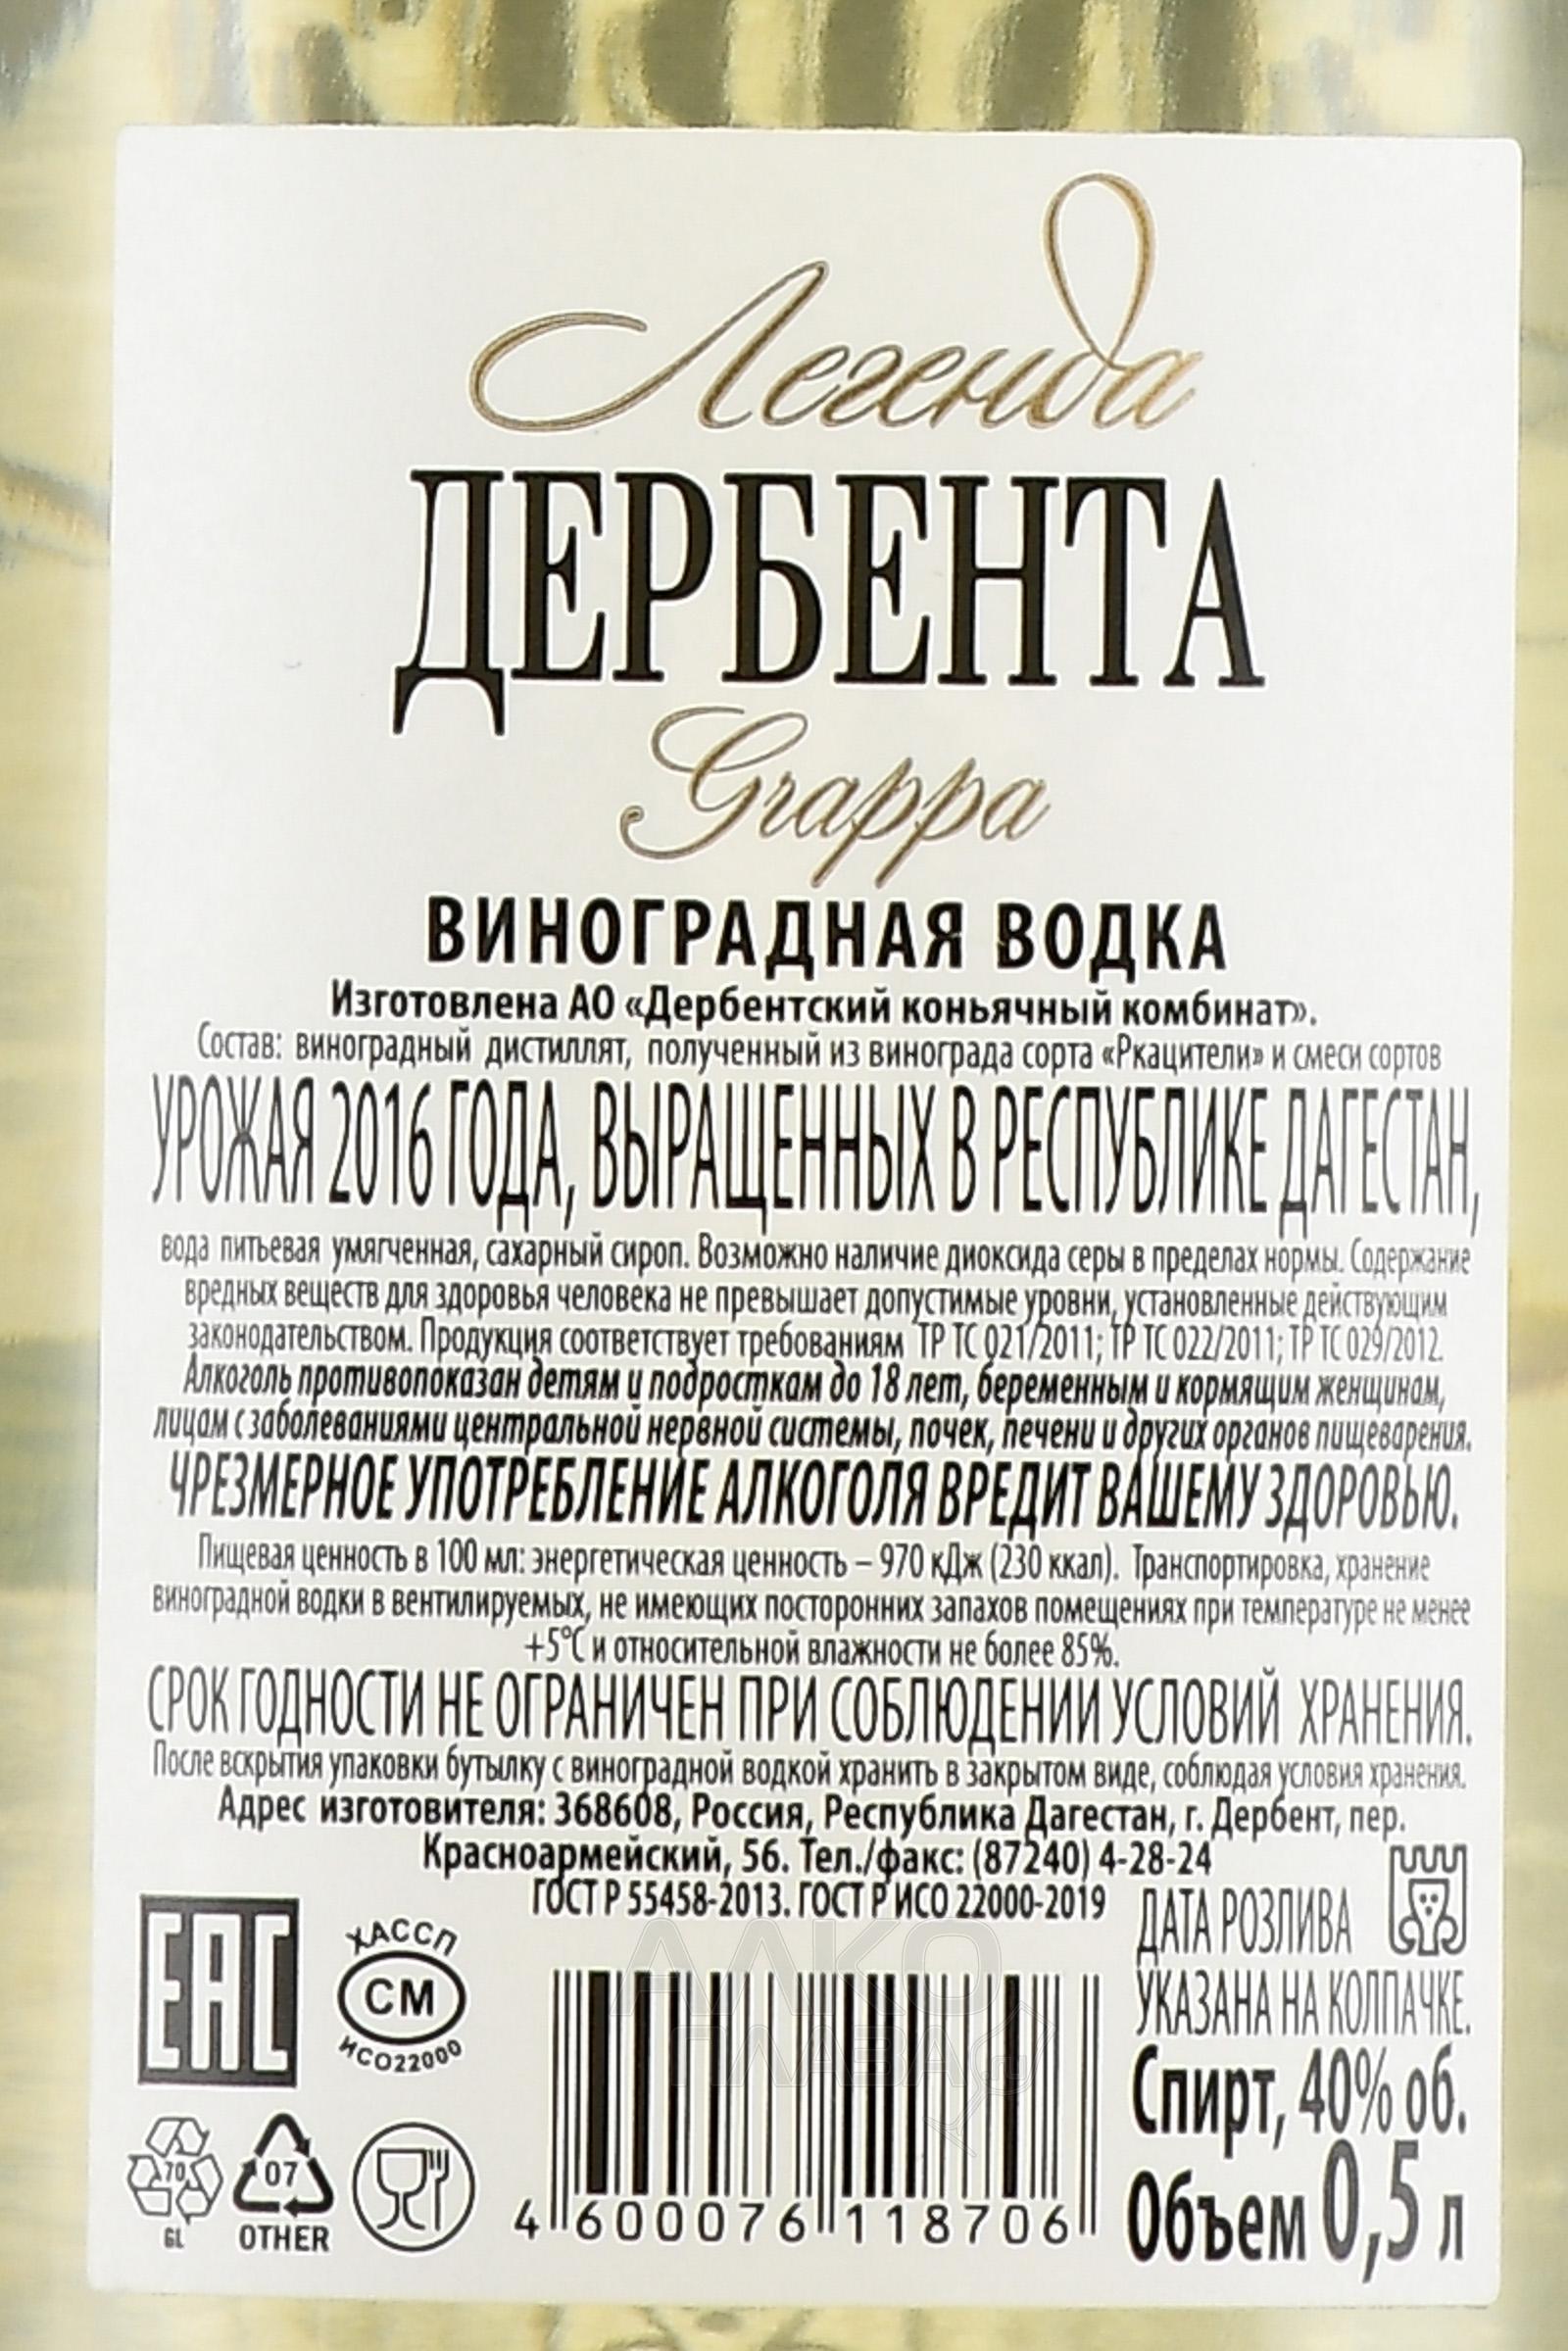 Легенда
ДЕРБЕНТА
Grappa
ВИНОГРАДНАЯ ВОДКА
Изготовлена АО «Дербентский коньячный комбинат».
Состав: виноградный дистиллят, полученный из винограда сорта «Ркацители» и смеси сортов
УРОЖАЯ 2016 ГОДА, ВЫРАЩЕННЫХ В РЕСПУБЛИКЕ ДАГЕСТАН,
вода питьевая умягченная, сахарный сироп. Возможно наличие диоксида серы в пределах нормы. Содержание
вредных веществ для здоровья человека не превышает допустимые уровни, установленные действующим
законодательством. Продукция соответствует требованиям ТР ТС 021/2011; ТР ТС 022/2011; ТР ТС 029/2012.
Алкоголь противопоказан детям и подросткам до 18 лет, беременным и кормящим женщинам,
лицам с заболеваниями центральной нервной системы, почек, печени и других органов пищеварения.
ЧРЕЗМЕРНОЕ УПОТРЕБЛЕНИЕ АЛКОГОЛЯ ВРЕДИТ ВАШЕМУ ЗДОРОВЬЮ.
Пищевая ценность в 100 мл: энергетическая ценность – 970 кДж (230 ккал). Транспортировка, хранение
виноградной водки в вентилируемых, не имеющих посторонних запахов помещениях при температуре не менее
+5°С и относительной влажности не более 85%.
СРОК ГОДНОСТИ НЕ ОГРАНИЧЕН ПРИ СОБЛЮДЕНИИ УСЛОВИЙ ХРАНЕНИЯ.
После вскрытия упаковки бутылку с виноградной водкой хранить в закрытом виде, соблюдая условия хранения.
Адрес изготовителя: 368608, Россия, Республика Дагестан, г. Дербент, пер.
Красноармейский, 56. Тел./факс: (87240) 4-28-24
ГОСТ Р 55458-2013. ГОСТ Р ИСО 22000-2019
ДАТА РОЗЛИВА
УКАЗАНА НА КОЛПАЧКЕ.
Спирт, 40% об.
Объем 0,5 л
EAC
ХАССП
СМ
ИСО22000
70
GL
07
OTHER
4 600076 118706
АЛКО
ПЛАЗА